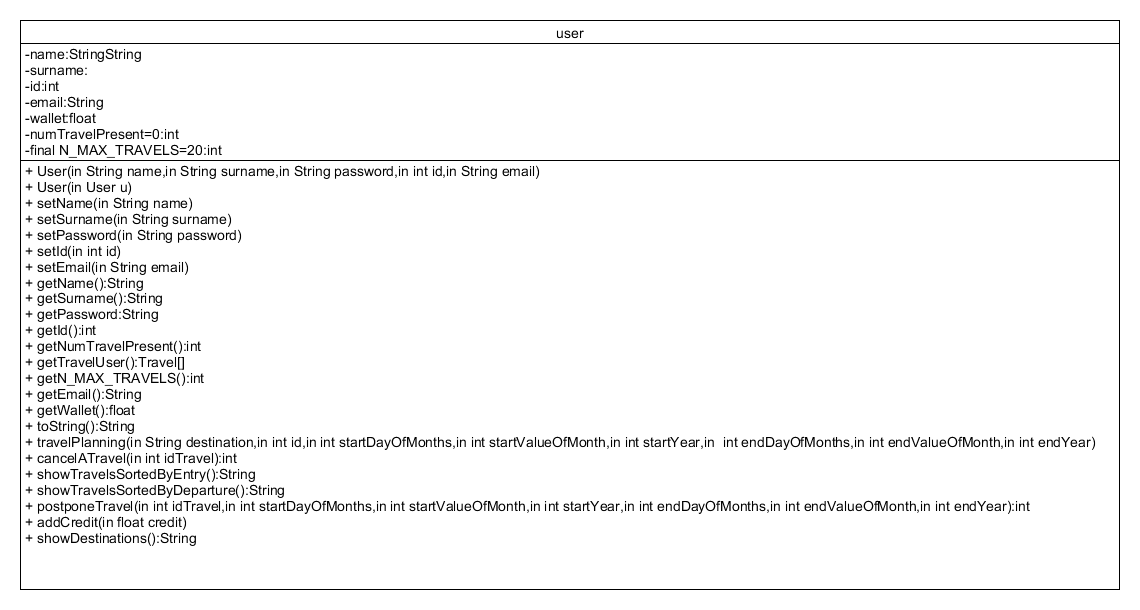 user
-name:StringString
-surname:
-id:int
-email:String
-wallet:float
-numTravelPresent=0:int
-final N_MAX_TRAVELS=20:int
+ User(in String name,in String surname,in String password,in int id,in String email)
+ User(in User u)
+ setName(in String name)
+ setSurname(in String surname)
+ setPassword(in String password)
+ setId(in int id)
+ setEmail(in String email)
+ getName():String
+ getSurname():String
+ getPassword:String
+ getId():int
+ getNumTravelPresent():int
+ getTravelUser():Travel[]
+ getN_MAX_TRAVELS():int
+ getEmail():String
+ getWallet():float
+ toString():String
+ travelPlanning(in String destination,in int id,in int startDayOfMonths,in int startValueOfMonth,in int startYear,in  int endDayOfMonths,in int endValueOfMonth,in int endYear)
+ cancelATravel(in int idTravel):int
+ showTravelsSortedByEntry():String
+ showTravelsSortedByDeparture():String
+ postponeTravel(in int idTravel,in int startDayOfMonths,in int startValueOfMonth,in int startYear,in int endDayOfMonths,in int endValueOfMonth,in int endYear):int
+ addCredit(in float credit)
+ showDestinations():String